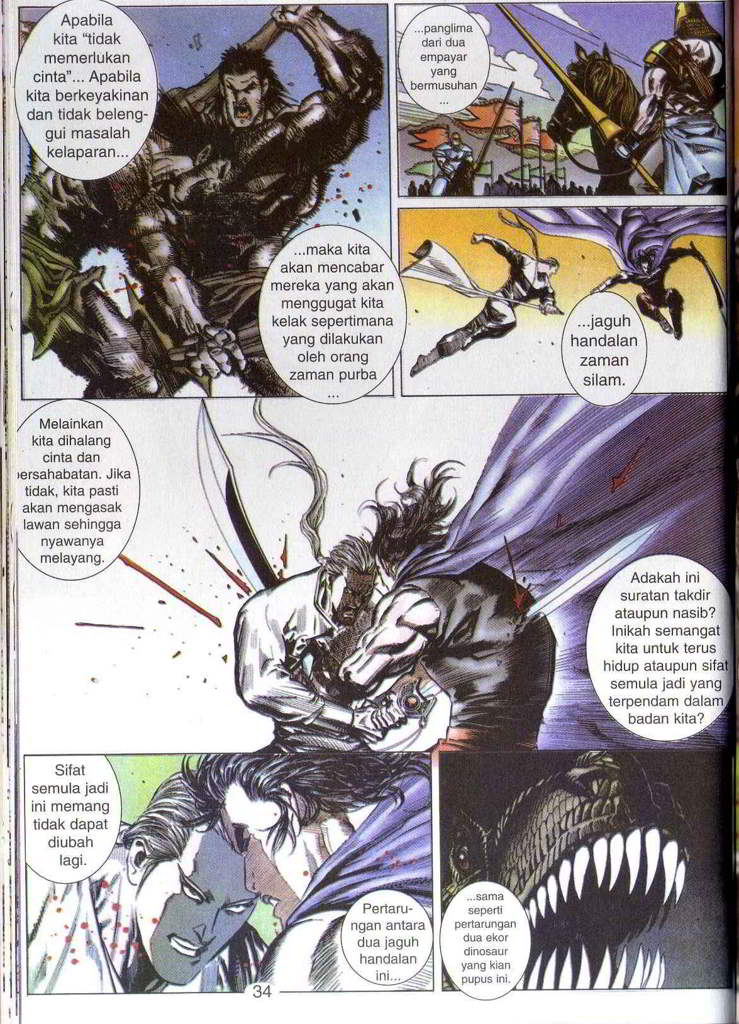 Apabila
kita “tidak
memerlukan
cinta”... Apabila
kita berkeyakinan
dan tidak beleng-
gui masalah
kelaparan...
...maka kita
akan mencabar
mereka yang akan
menggugat kita
kelak sepertimana
yang dilakukan
oleh orang
zaman purba
...
...panglima
dari dua
empayar
yang
bermusuhan
...
...jaguh
handalan
zaman
silam.
Melainkan
kita dihalang
cinta dan
persahabatan. Jika
tidak, kita pasti
akan mengasak
lawan sehingga
nyawanya
melayang.
Adakah ini
suratan takdir
ataupun nasib?
Inikah semangat
kita untuk terus
hidup ataupun sifat
semula jadi yang
terpendam dalam
badan kita?
Sifat
semula jadi
ini memang
tidak dapat
diubah
lagi.
Pertaru-
ngan antara
dua jaguh
handalan
ini...
...sama
seperti
pertarungan
dua ekor
dinosaur
yang kian
pupus ini.
34